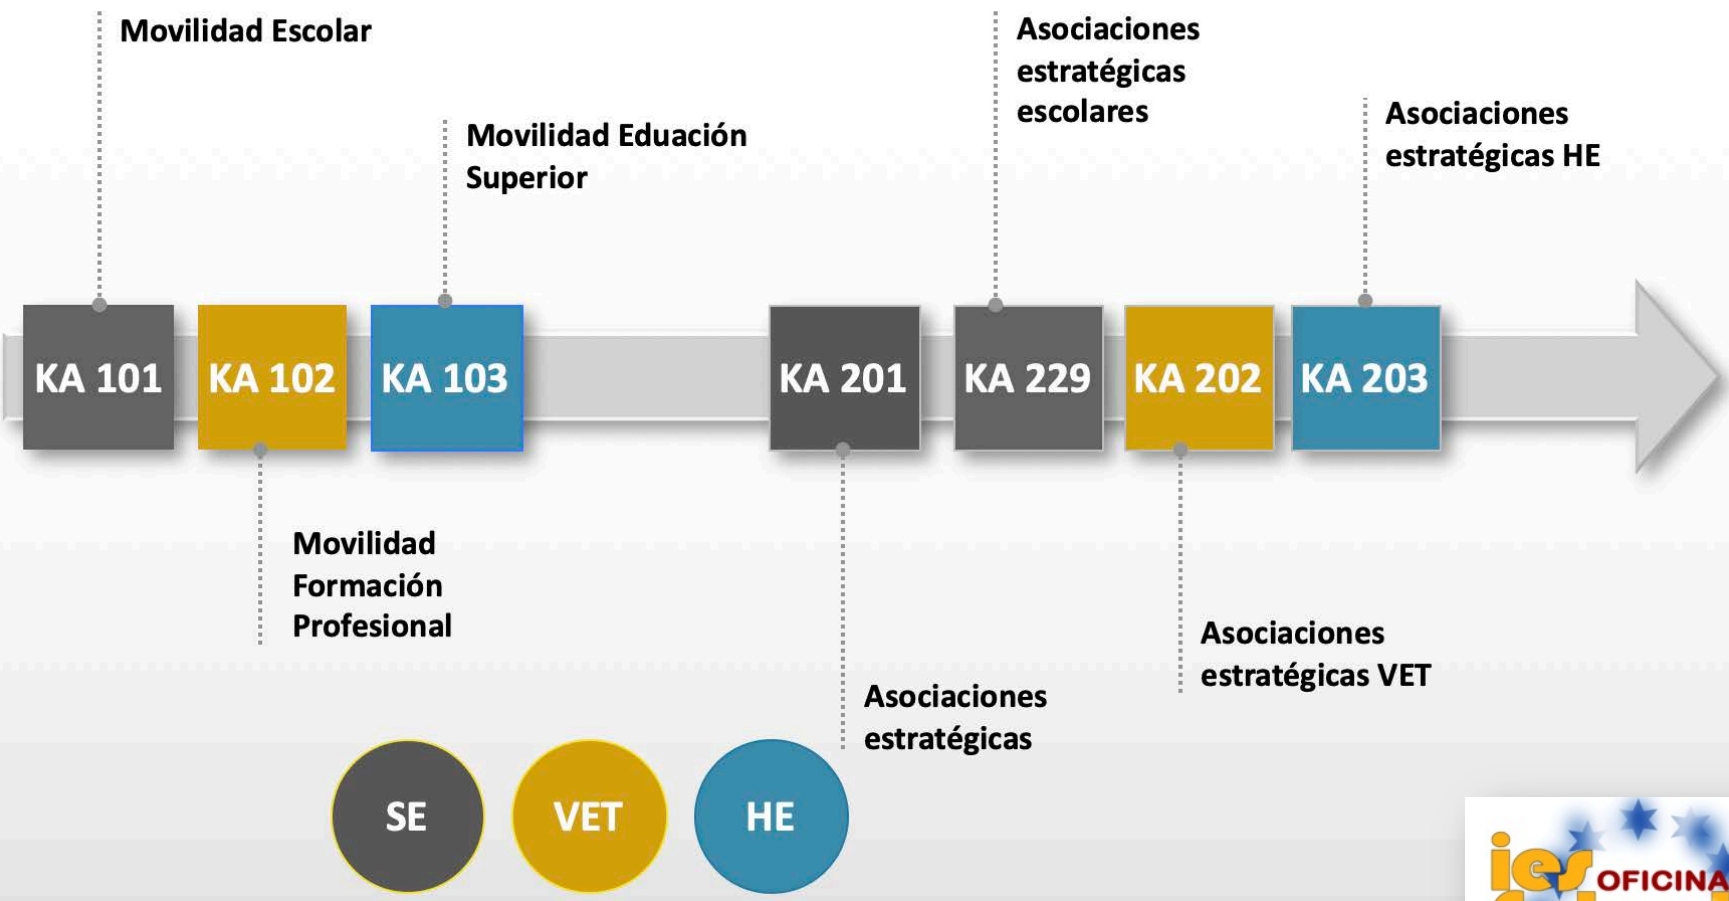 Movilidad Escolar
Movilidad Eduación
Superior
Asociaciones
estratégicas
escolares
Asociaciones
estratégicas HE
KA 101
KA 102
KA 103
KA 201
KA 229
KA 202
KA 203
Movilidad
Formación
Profesional
Asociaciones
estratégicas
Asociaciones
estratégicas VET
SE
VET
HE
ies
OFICINA